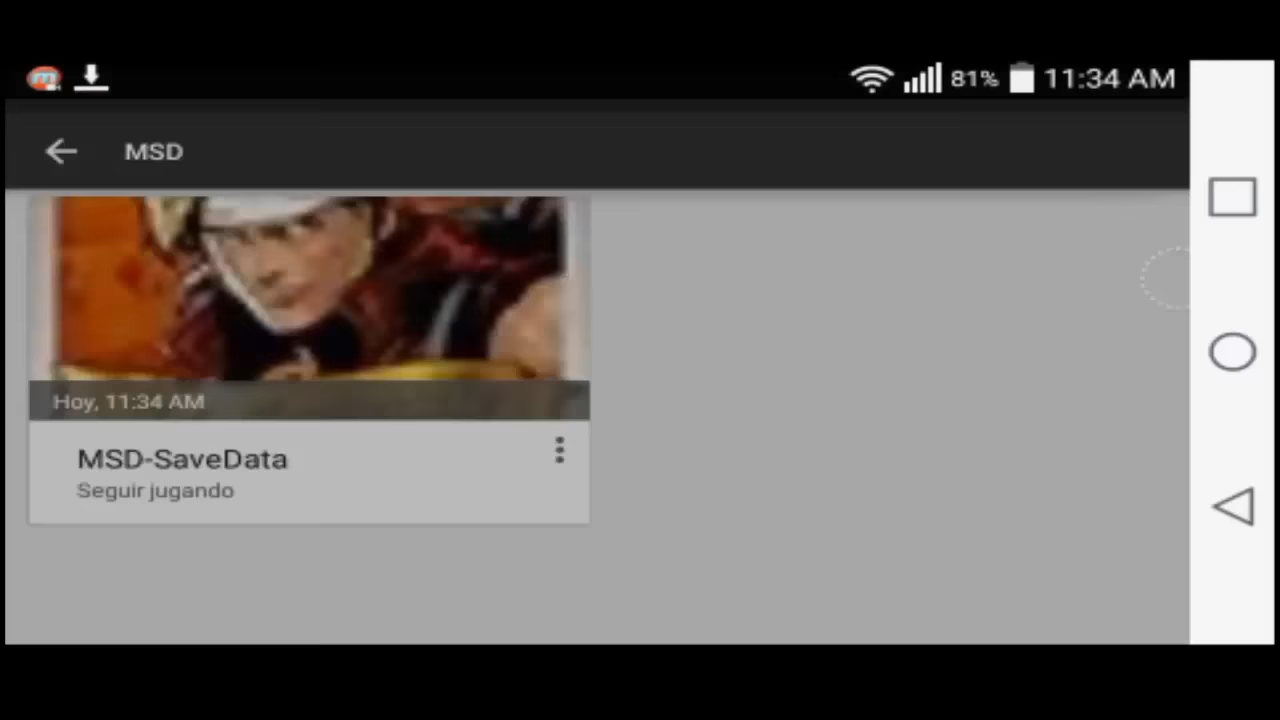 81% 11:34 AM
MSD
Hoy, 11:34 AM
MSD-SaveData
Seguir jugando